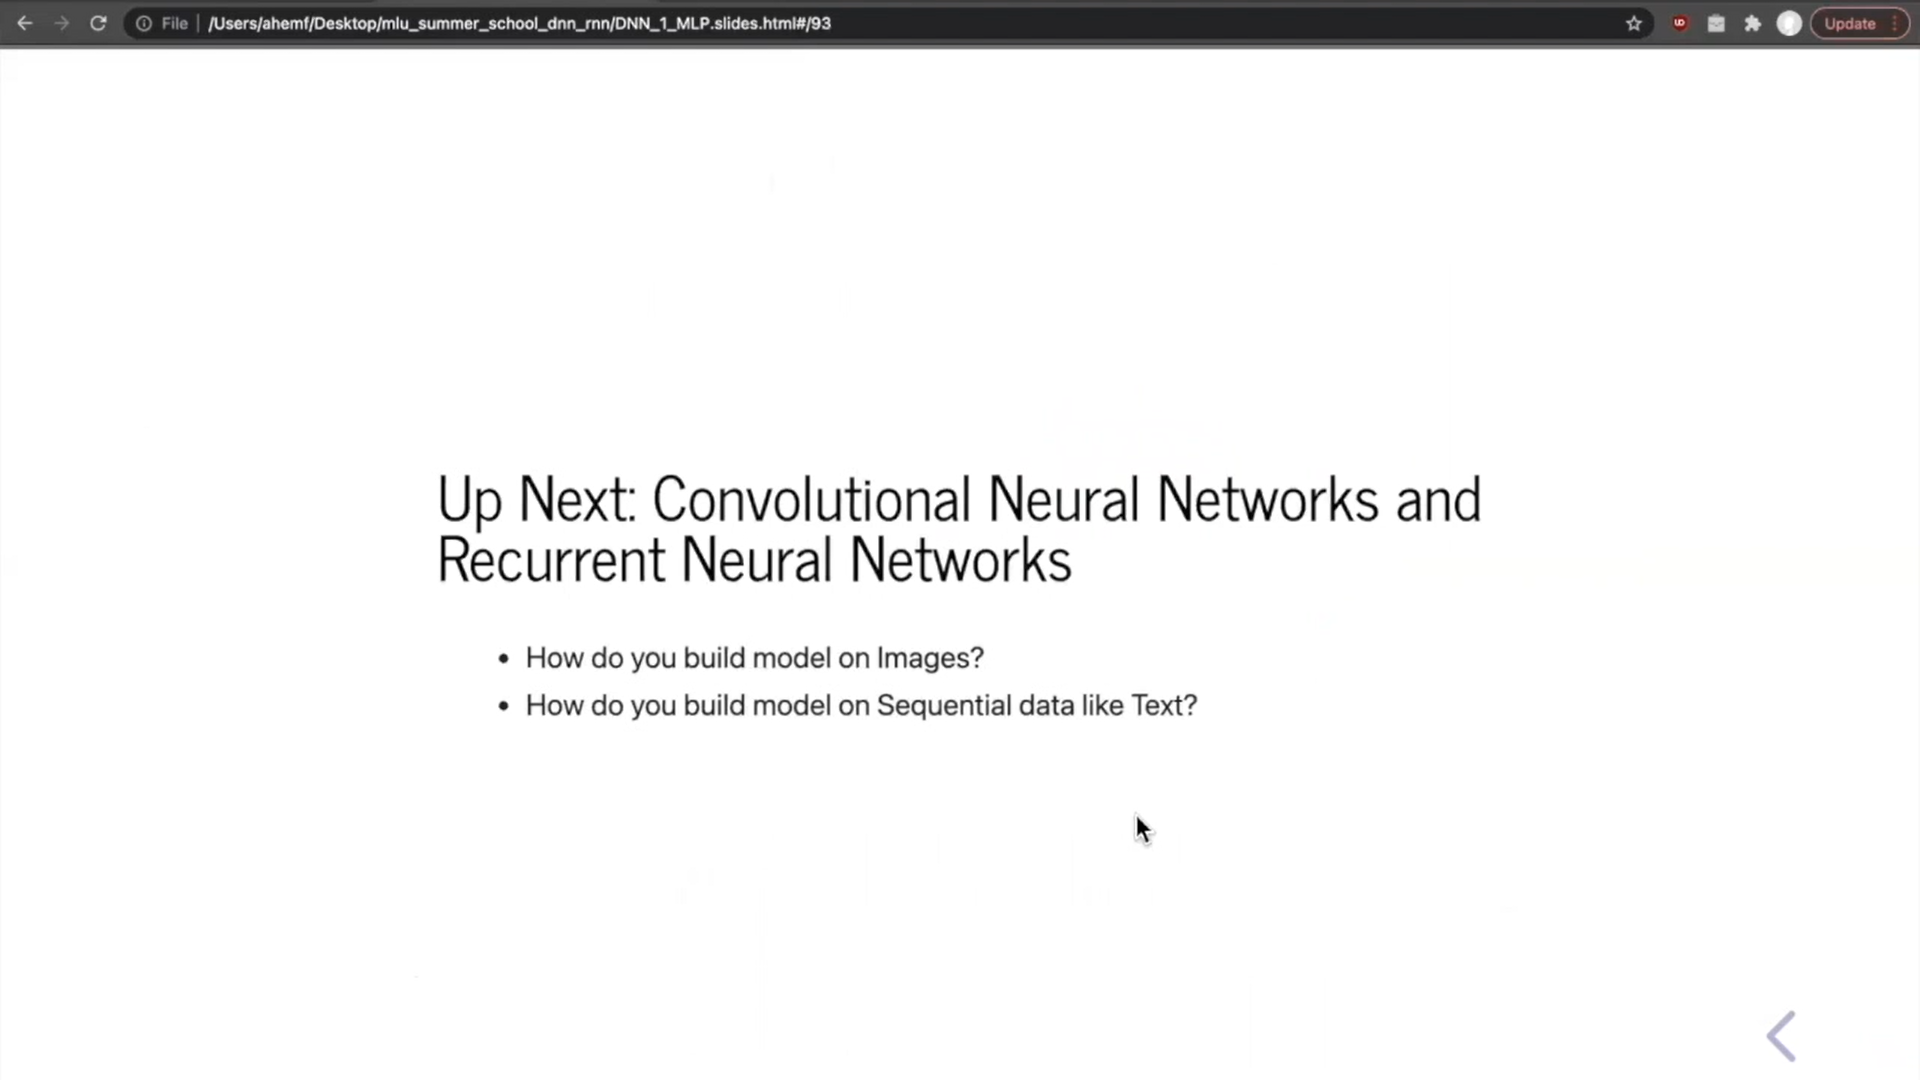 File | /Users/ahemf/Desktop/mlu_summer_school_dnn_rnn/DNN_1_MLP.slides.html#/93
Update
Up Next: Convolutional Neural Networks and
Recurrent Neural Networks
• How do you build model on Images?
• How do you build model on Sequential data like Text?